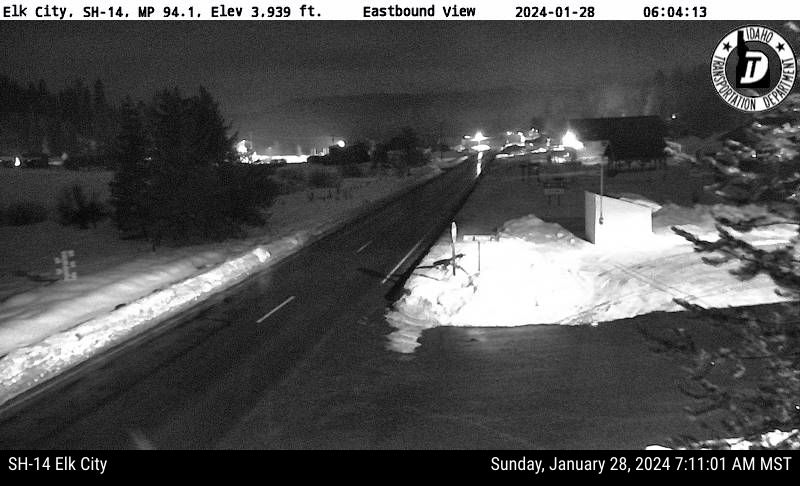 Elk City, SH-14, MP 94.1, Elev 3,939 ft. Eastbound View 2024-01-28 06:04:13
IDAHO
TRANSPORTATION DEPARTMENT
SH-14 Elk City Sunday, January 28, 2024 7:11:01 AM MST